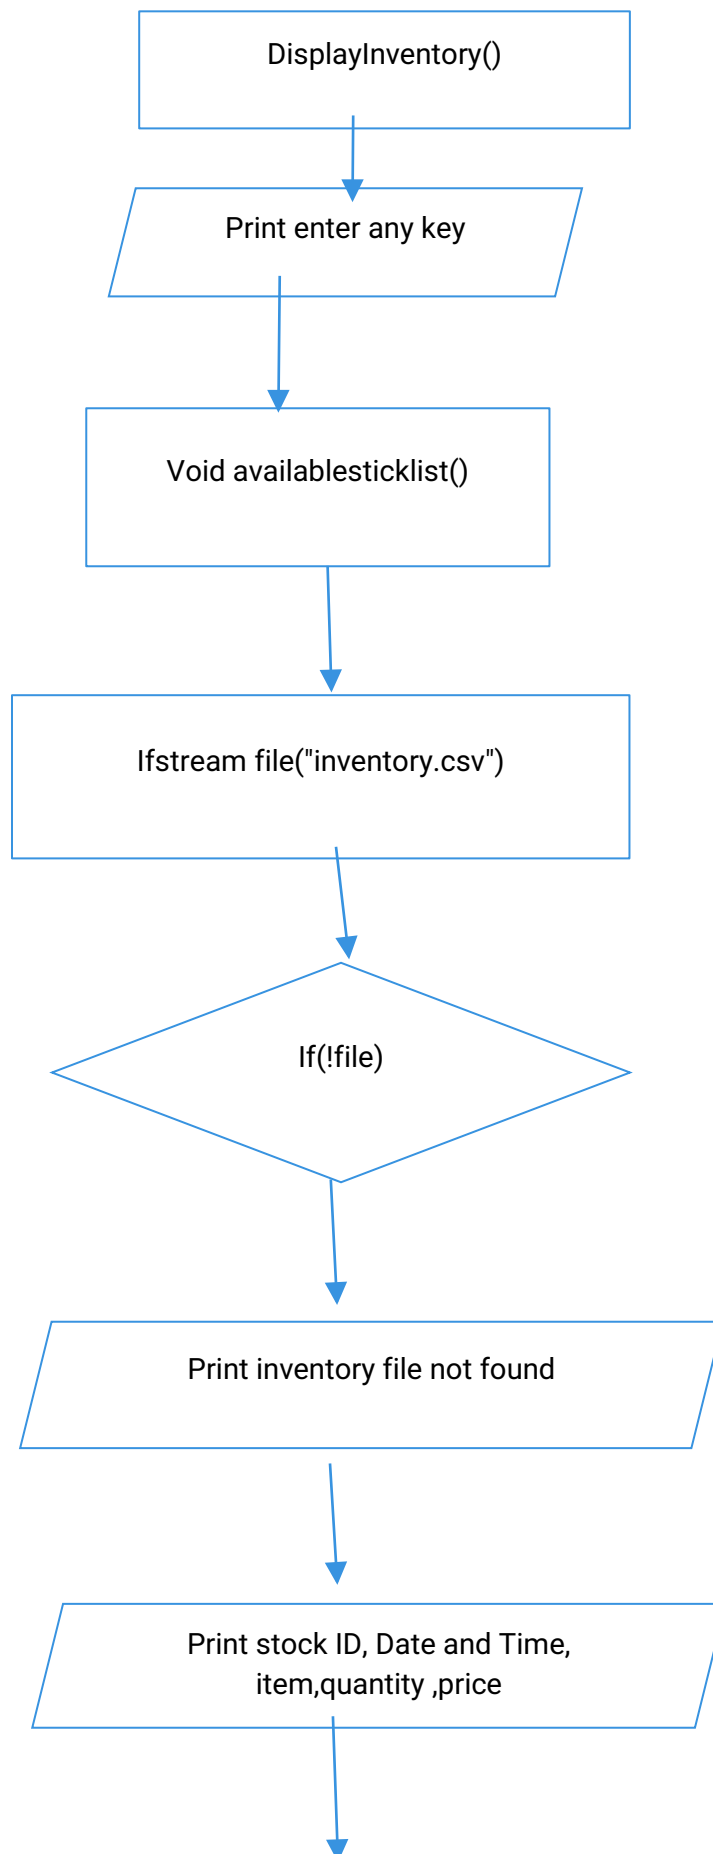 DisplayInventory()
Print enter any key
Void availablesticklist()
Ifstream file("inventory.csv")
If(!file)
Print inventory file not found
Print stock ID, Date and Time,
item,quantity ,price